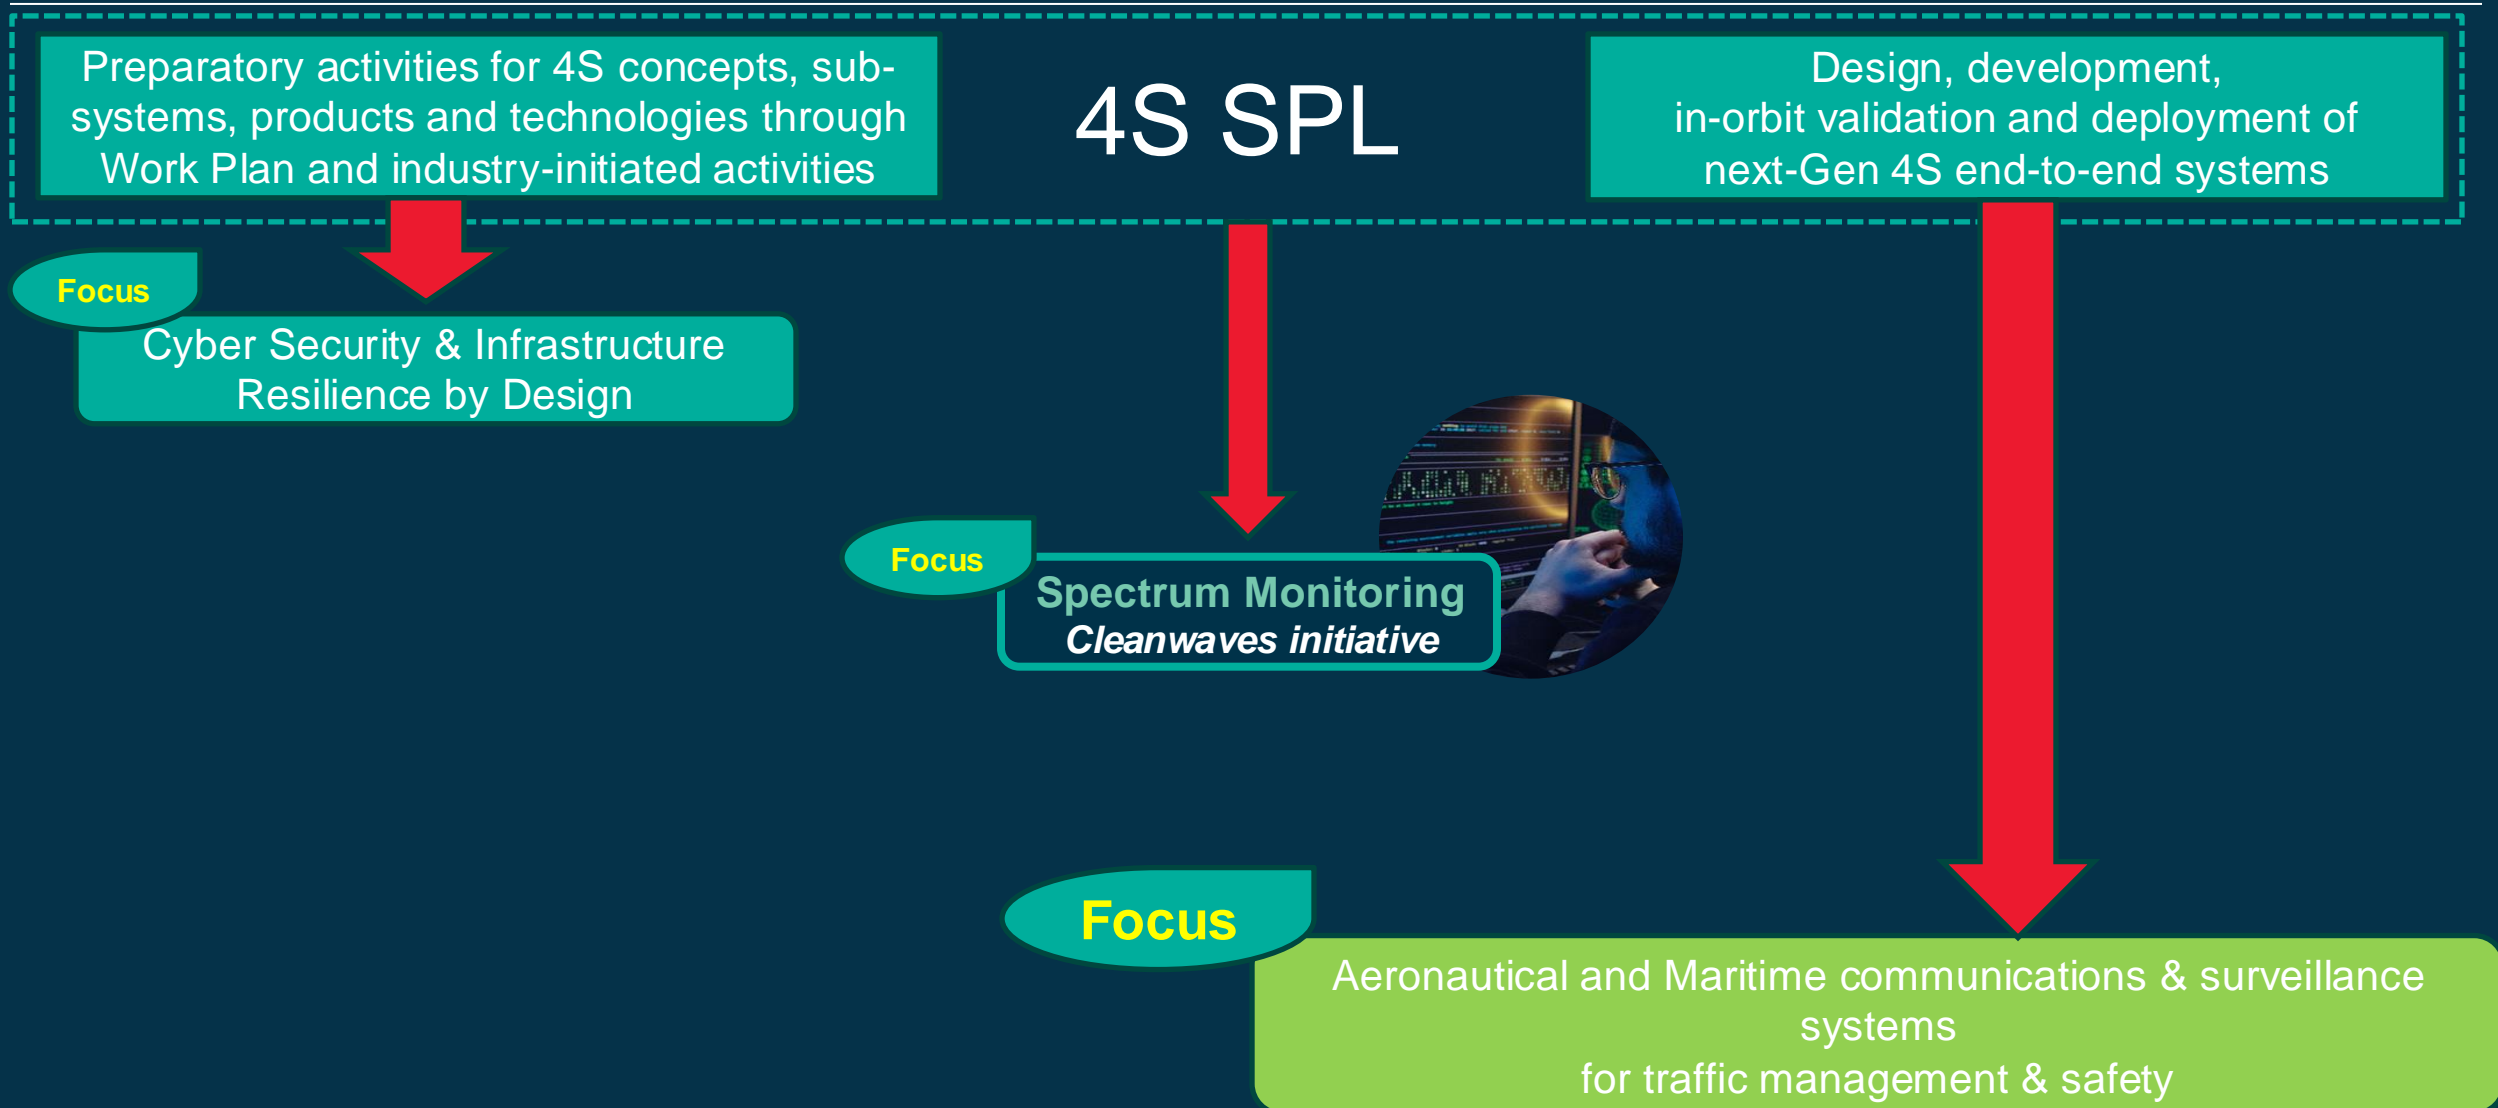 Preparatory activities for 4S concepts, sub-
systems, products and technologies through
Work Plan and industry-initiated activities
4S SPL
Design, development,
in-orbit validation and deployment of
next-Gen 4S end-to-end systems
Focus
Cyber Security & Infrastructure
Resilience by Design
Focus
Spectrum Monitoring
Cleanwaves initiative
Focus
Aeronautical and Maritime communications & surveillance
systems
for traffic management & safety